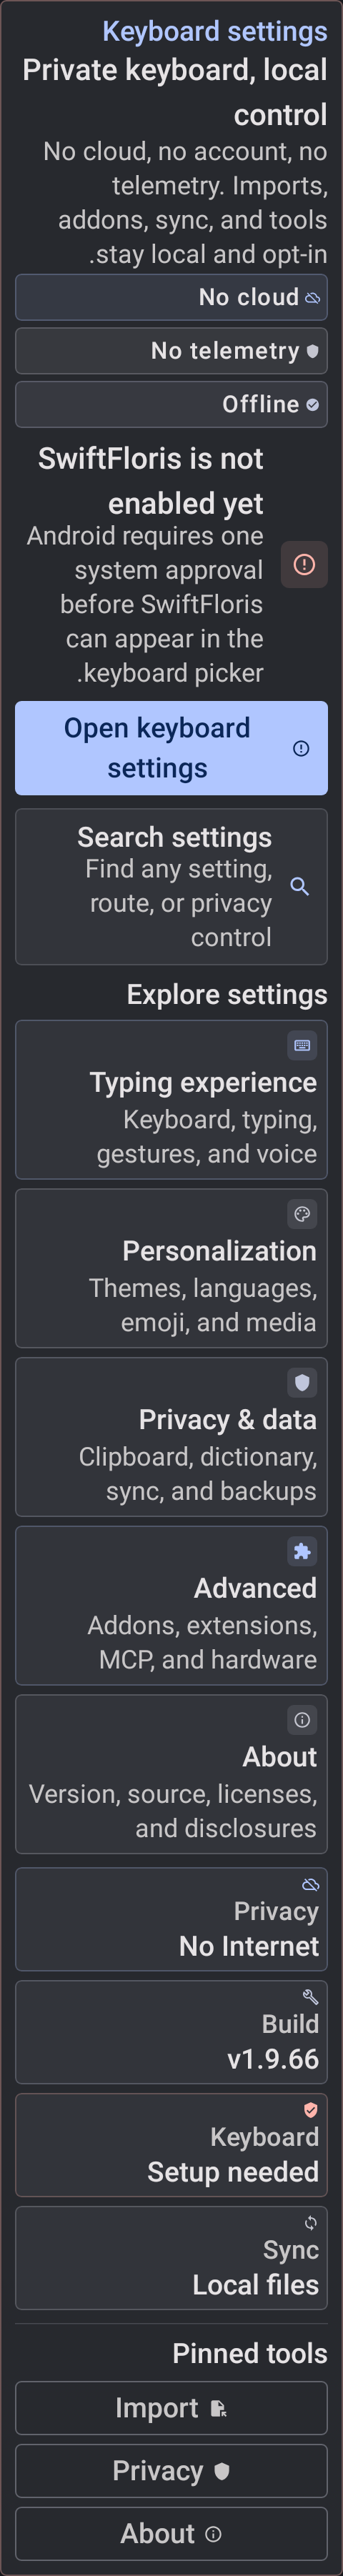 Keyboard settings
Private keyboard, local
control
No cloud, no account, no
telemetry. Imports,
addons, sync, and tools
.stay local and opt-in
No cloud
No telemetry
Offline
SwiftFloris is not
enabled yet
Android requires one
system approval
before SwiftFloris
can appear in the
.keyboard picker
Open keyboard
settings
Search settings
Find any setting,
route, or privacy
control
Explore settings
Typing experience
Keyboard, typing,
gestures, and voice
Personalization
Themes, languages,
emoji, and media
Privacy & data
Clipboard, dictionary,
sync, and backups
Advanced
Addons, extensions,
MCP, and hardware
About
Version, source, licenses,
and disclosures
Privacy
No Internet
Build
v1.9.66
Keyboard
Setup needed
Sync
Local files
Pinned tools
Import
Privacy
About